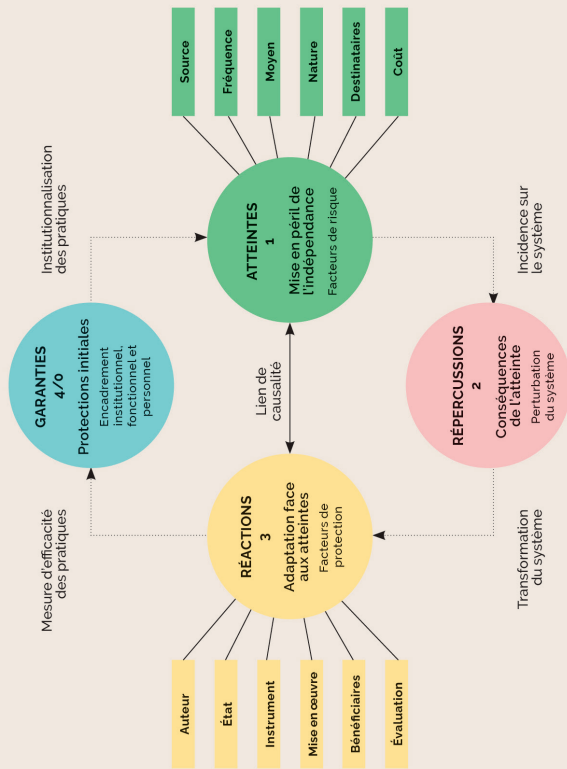 Institutionnalisation
des pratiques
Mesure d'efficacité
des pratiques
GARANTIES
4/0
Protections initiales
Encadrement
institutionnel,
fonctionnel et
personnel
Auteur
État
Instrument
Mise en œuvre
Bénéficiaires
Évaluation
RÉACTIONS
3
Adaptation face
aux atteintes
Facteurs de
protection
Lien de
causalité
ATTEINTES
1
Mise en péril de
l'indépendance
Facteurs de risque
Source
Fréquence
Moyen
Nature
Destinataires
Coût
RÉPERCUSSIONS
2
Conséquences
de l'atteinte
Perturbation
du système
Transformation
du système
Incidence sur
le système